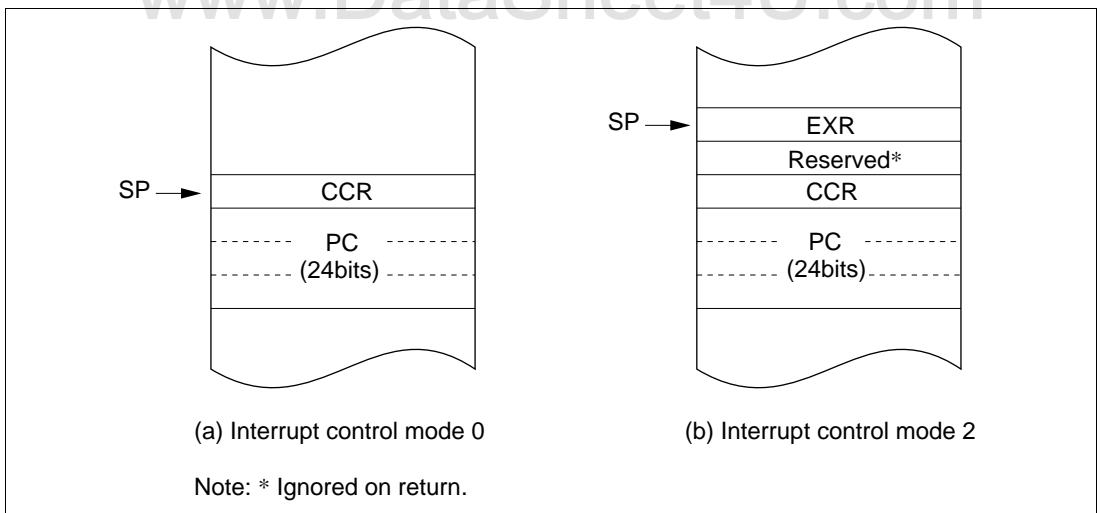 www.DataSheet4U.com
SP
CCR
PC
(24bits)
(a) Interrupt control mode 0
SP
EXR
Reserved*
CCR
PC
(24bits)
(b) Interrupt control mode 2
Note: * Ignored on return.